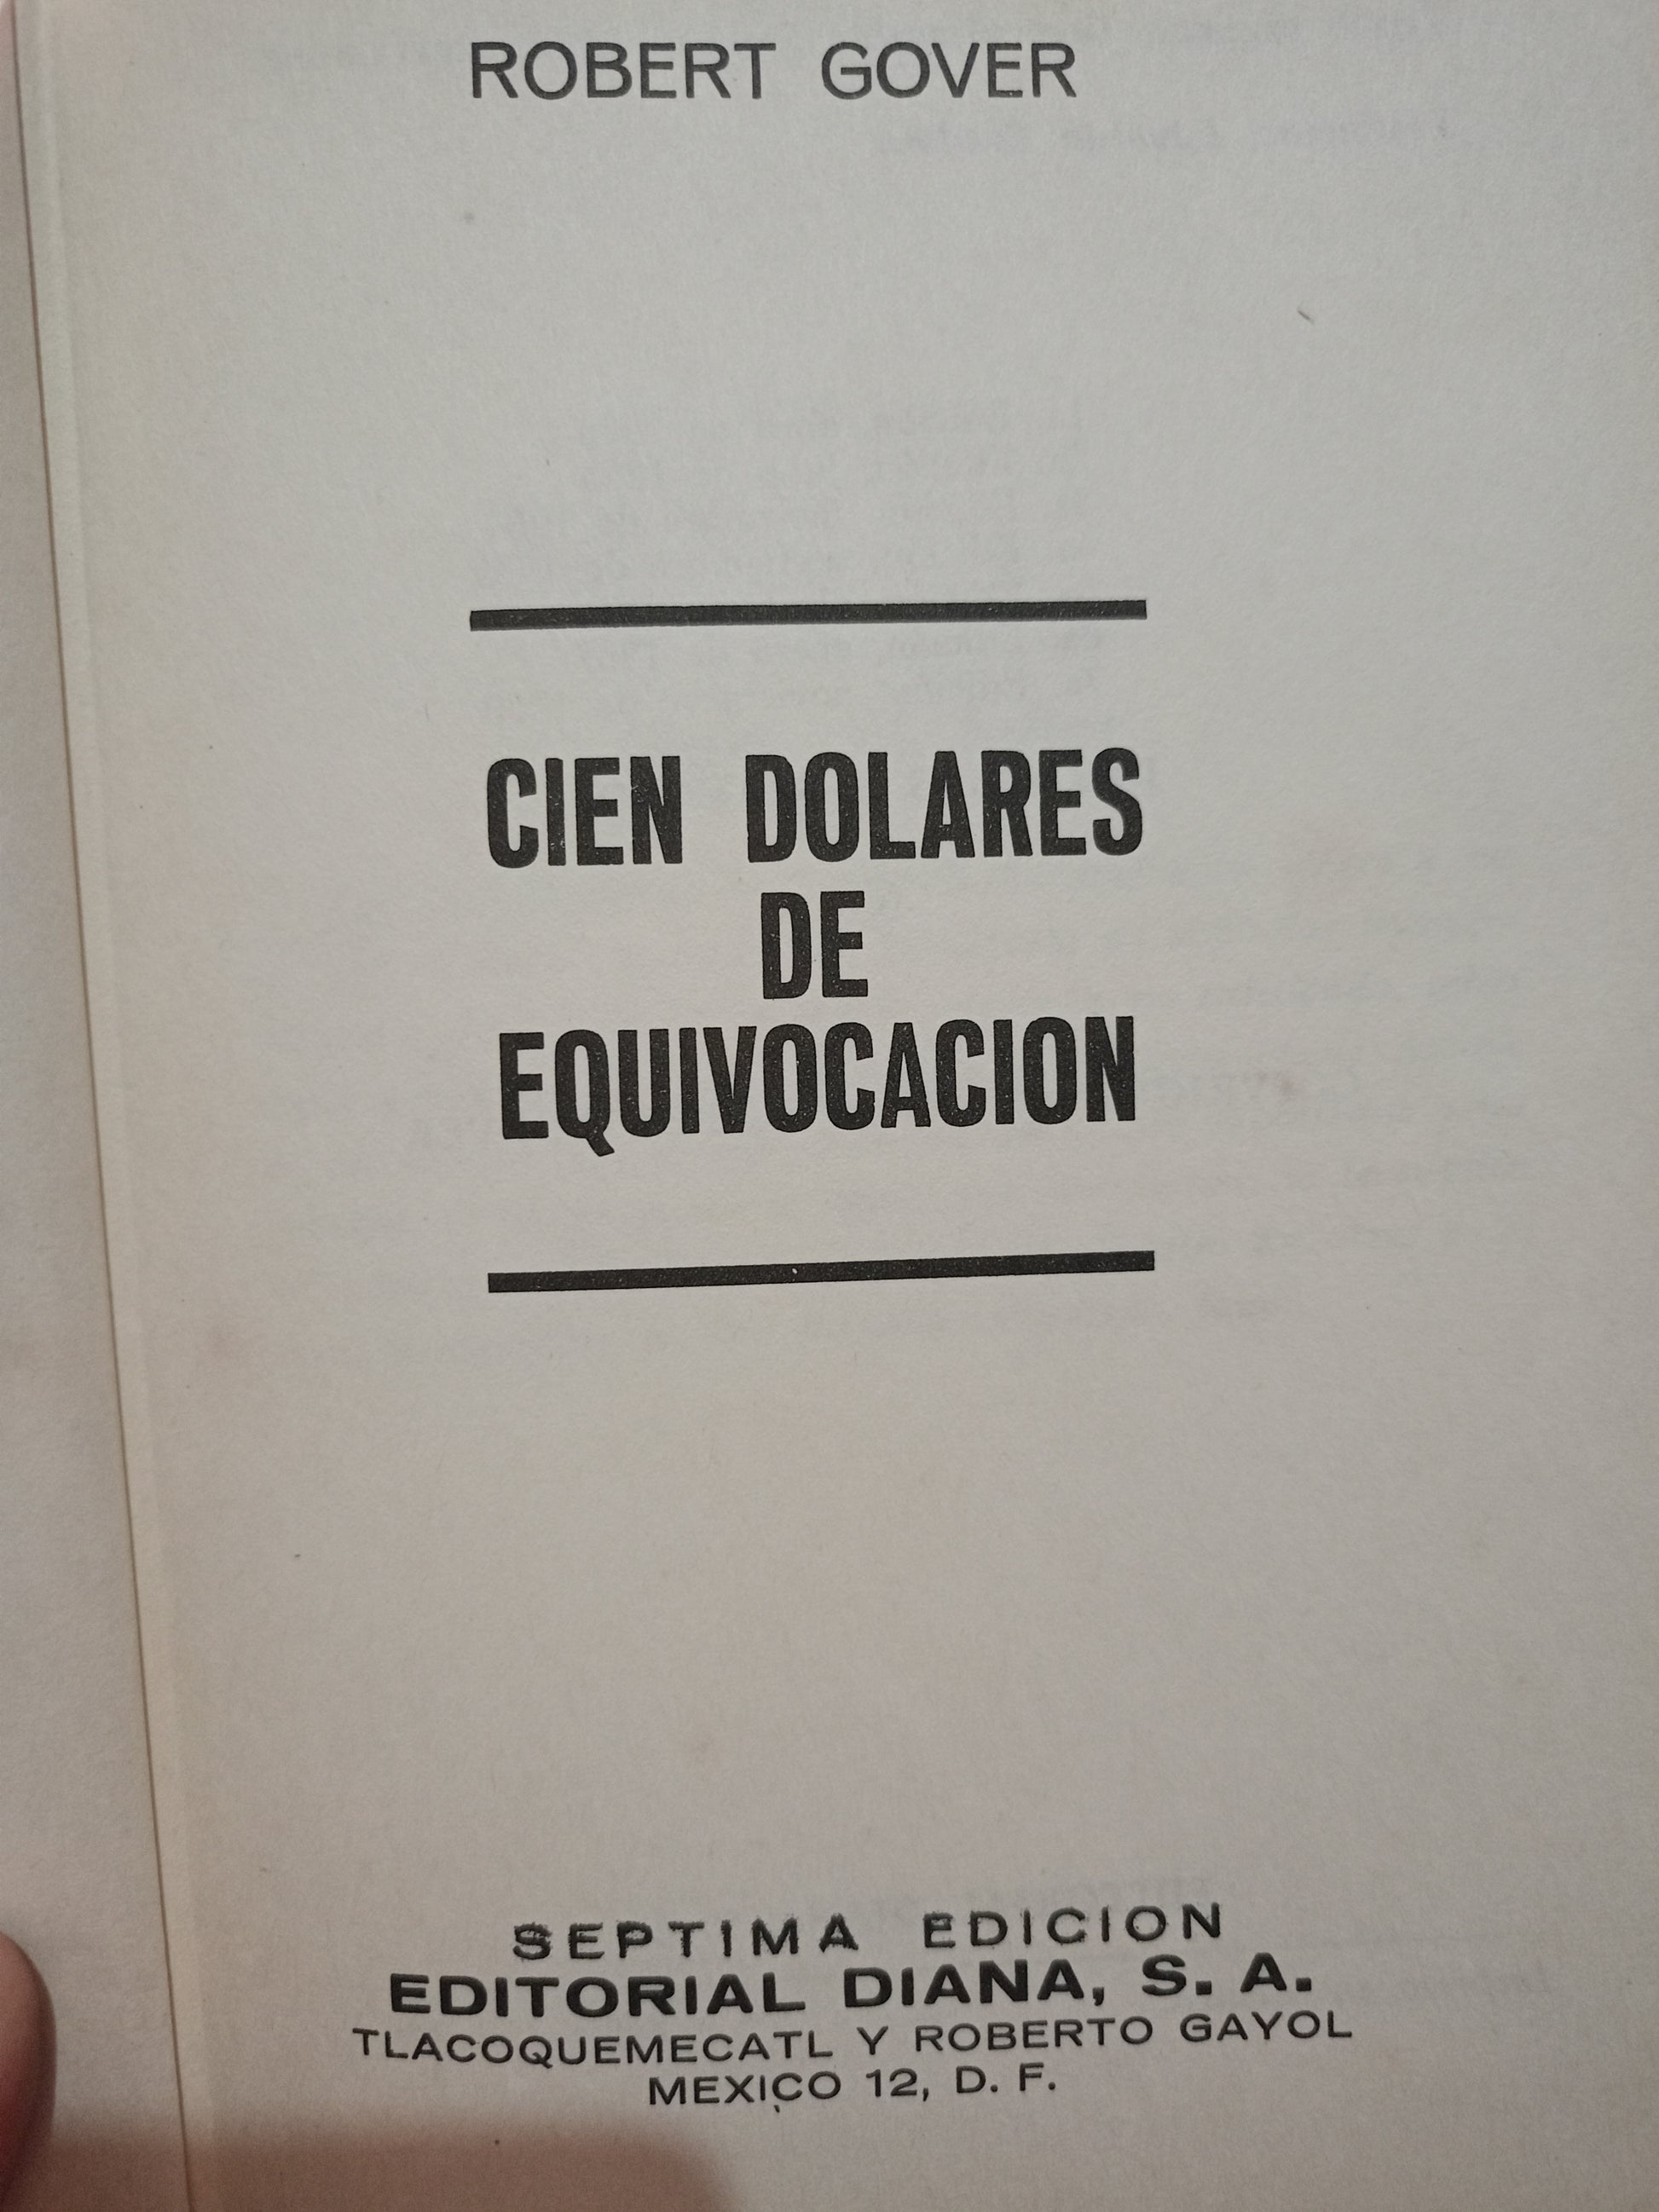 ROBERT GOVER
CIEN DOLARES
DE
EQUIVOCACION
SEPTIMA EDICION
EDITORIAL DIANA, S. A.
TLACOQUEMECATL Y ROBERTO GAYOL
MEXICO 12, D. F.